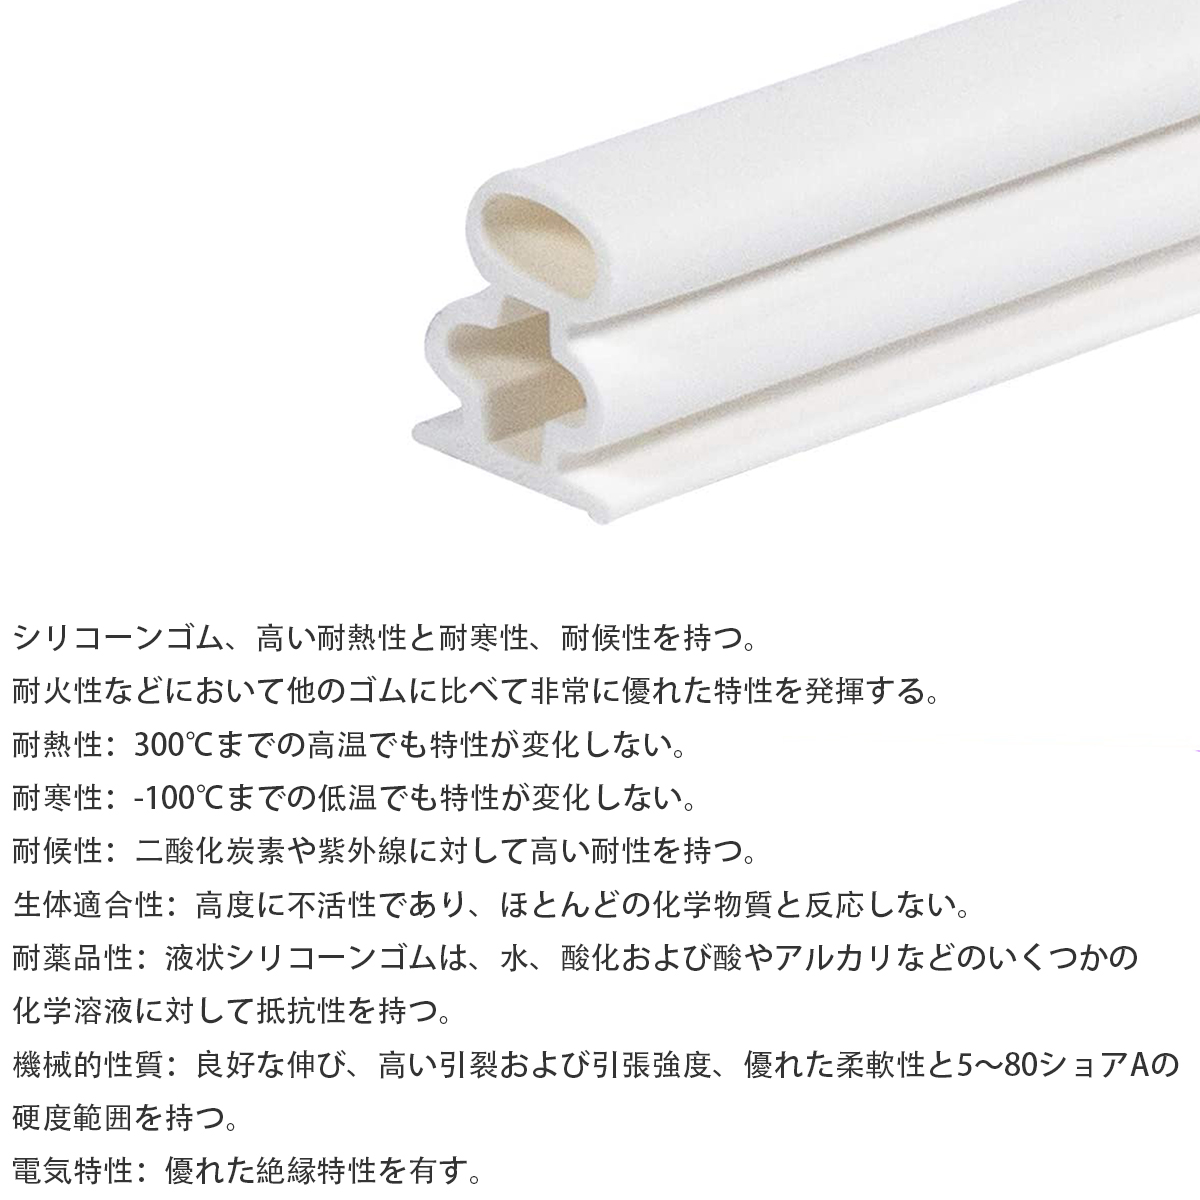 シリコーンゴム、高い耐熱性と耐寒性、耐候性を持つ。
耐火性などにおいて他のゴムに比べて非常に優れた特性を発揮する。
耐熱性：300℃までの高温でも特性が変化しない。
耐寒性：-100℃までの低温でも特性が変化しない。
耐候性：二酸化炭素や紫外線に対して高い耐性を持つ。
生体適合性：高度に不活性であり、ほとんどの化学物質と反応しない。
耐薬品性：液状シリコーンゴムは、水、酸化および酸やアルカリなどのいくつかの
化学溶液に対して抵抗性を持つ。
機械的性質：良好な伸び、高い引裂および引張強度、優れた柔軟性と5～80ショアAの
硬度範囲を持つ。
電気特性：優れた絶縁特性を有す。